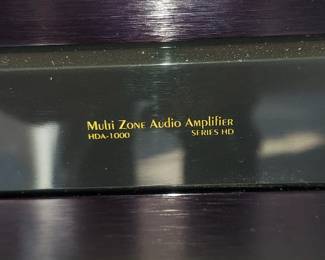 Multi Zone Audio Amplifier
HDA-1000 SERIES HD